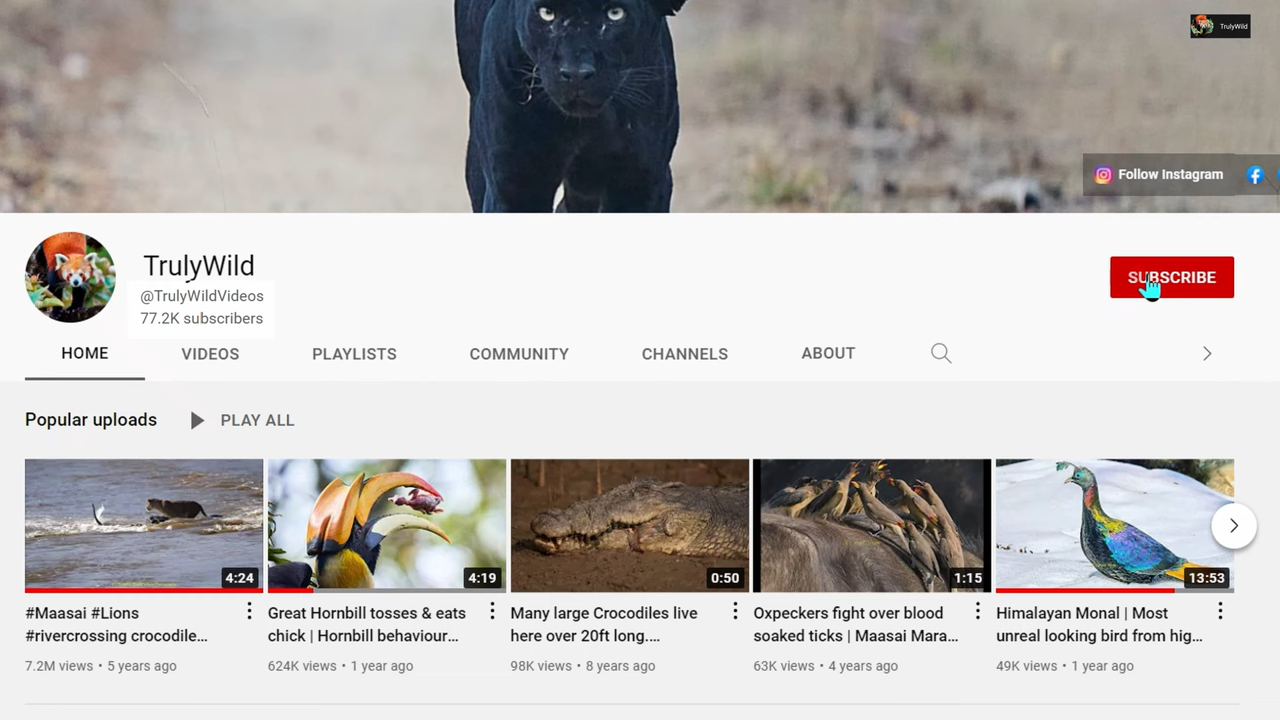 TrulyWild
Follow Instagram
TrulyWild
@TrulyWildVideos
77.2K subscribers
SUBSCRIBE
HOME VIDEOS PLAYLISTS COMMUNITY CHANNELS ABOUT
Popular uploads PLAY ALL
4:24
4:19
0:50
1:15
13:53
#Maasai #Lions
#rivercrossing crocodile...
7.2M views • 5 years ago
Great Hornbill tosses & eats
chick | Hornbill behaviour...
624K views • 1 year ago
Many large Crocodiles live
here over 20ft long....
98K views • 8 years ago
Oxpeckers fight over blood
soaked ticks | Maasai Mara...
63K views • 4 years ago
Himalayan Monal | Most
unreal looking bird from hig...
49K views • 1 year ago